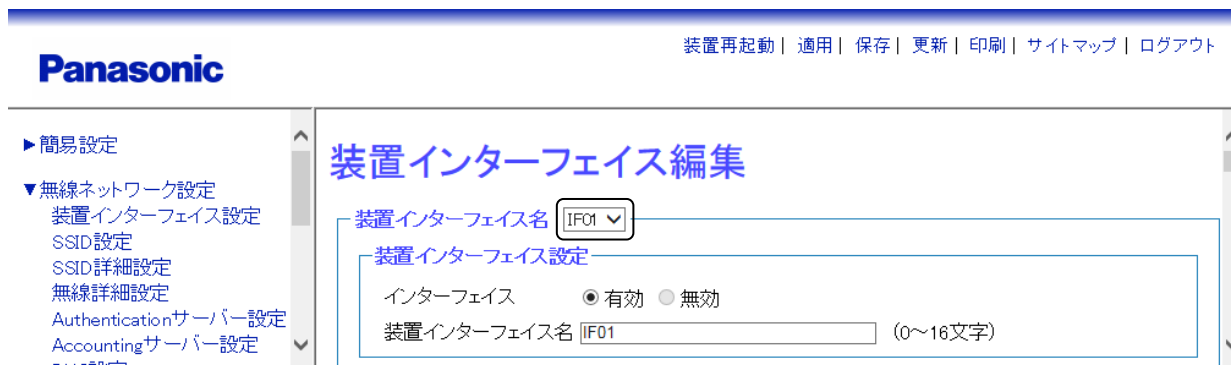 装置再起動| 適用| 保存| 更新| 印刷| サイトマップ| ログアウト
Panasonic
▶簡易設定
▼無線ネットワーク設定
装置インターフェイス設定
SSID設定
SSID詳細設定
無線詳細設定
Authenticationサーバー設定
Accountingサーバー設定
装置インターフェイス編集
装置インターフェイス名 IF01
装置インターフェイス設定
インターフェイス 有効 無効
装置インターフェイス名 IF01 (0～16文字)